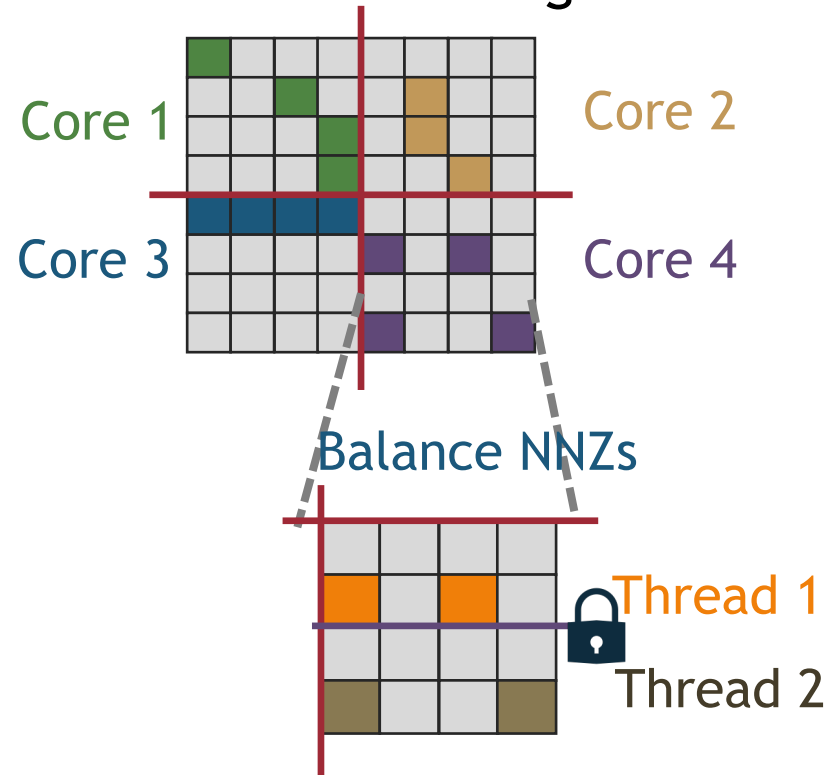 Core 1
Core 2
Core 3
Core 4
Balance NNZs
Thread 1
Thread 2